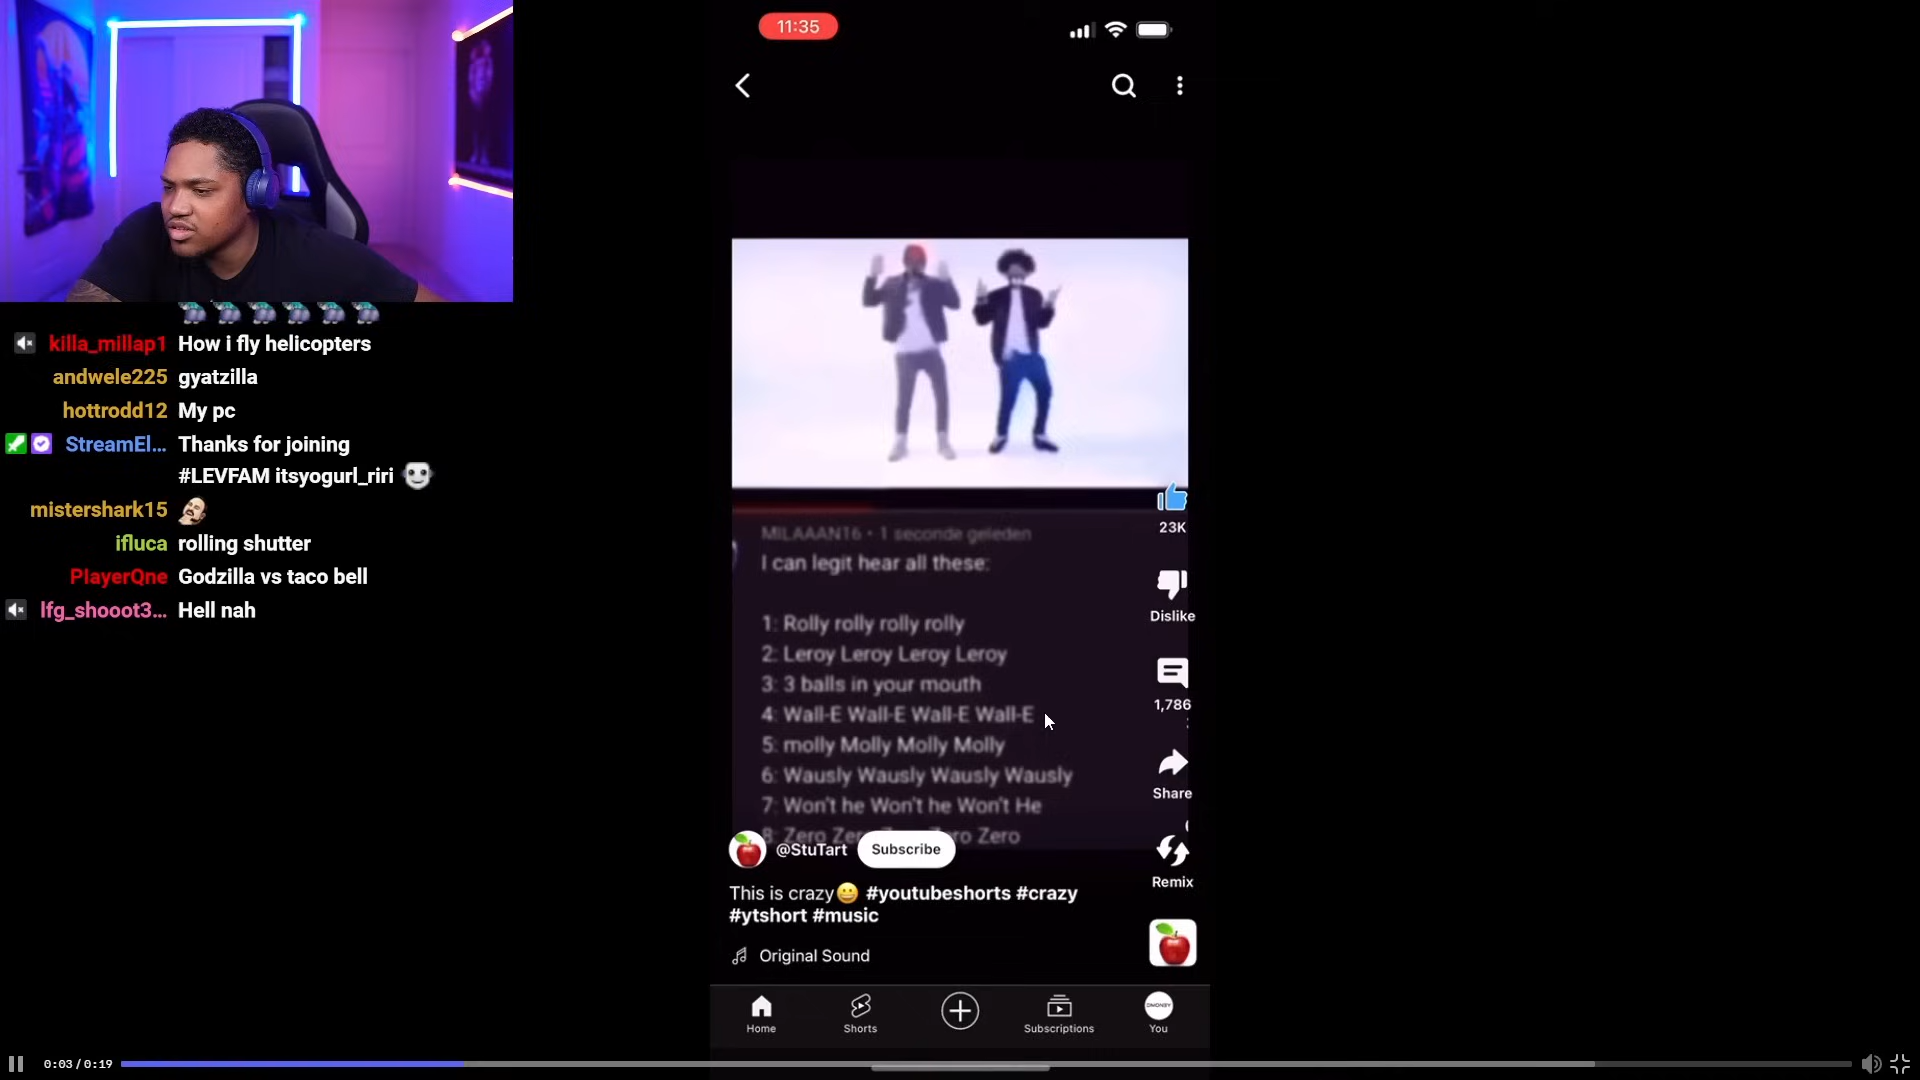 11:35
killa_millap1 How i fly helicopters
andwele225 gyatzilla
hottrodd12 My pc
StreamEl... Thanks for joining
#LEVFAM itsyogurl_riri
mistershark15
ifluca rolling shutter
PlayerQne Godzilla vs taco bell
lfg_shooot3... Hell nah
MILAAAN16 • 1 seconde geleden
I can legit hear all these:
1: Rolly rolly rolly rolly
2: Leroy Leroy Leroy Leroy
3: 3 balls in your mouth
4: Wall-E Wall-E Wall-E Wall-E
5: molly Molly Molly Molly
6: Wausly Wausly Wausly Wausly
7: Won't he Won't he Won't He
8: Zero Zero Zero
23K
Dislike
1,786
Share
Remix
@StuTart Subscribe
This is crazy😀 #youtubeshorts #crazy
#ytshort #music
Original Sound
Home
Shorts
Subscriptions
You
0:03 / 0:19